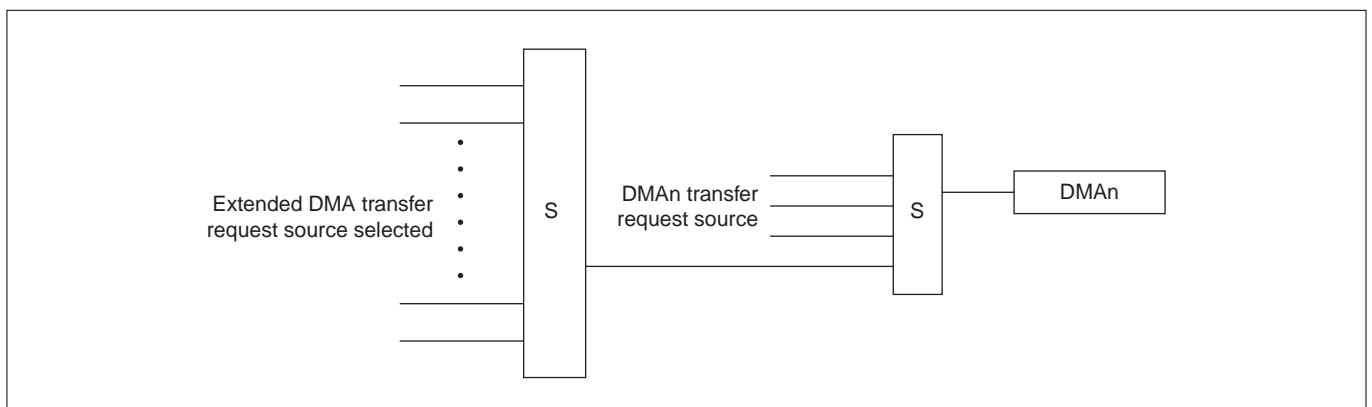 Extended DMA transfer
request source selected
S
DMAn transfer
request source
S
DMAn